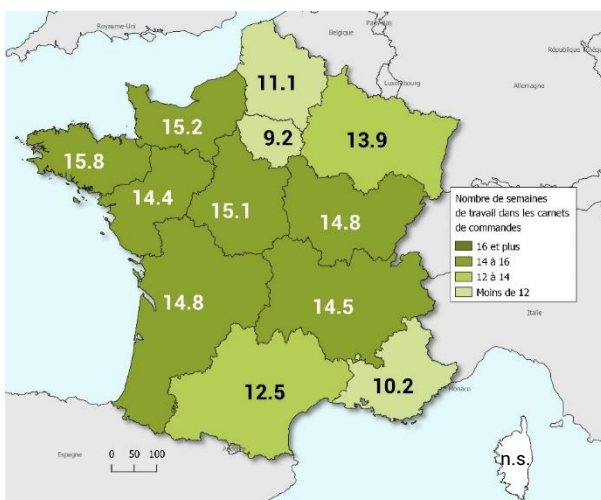 Royaume-Uni
Belgique
Luxembourg
Allemagne
11.1
15.2
9.2
13.9
15.8
14.4
15.1
14.8
Nombre de semaines
de travail dans les carnets
de commandes
16 et plus
14 à 16
12 à 14
Moins de 12
14.8
14.5
Italie
12.5
10.2
Monaco
Espagne
0 50 100
n.s.